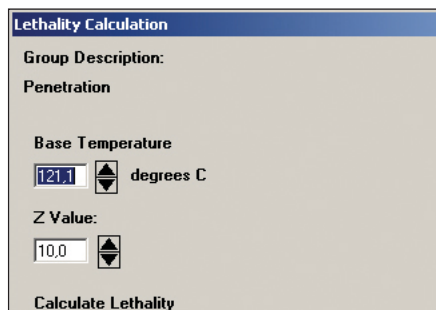 Lethality Calculation
Group Description:
Penetration
Base Temperature
121,1 degrees C
Z Value:
10,0
Calculate Lethality